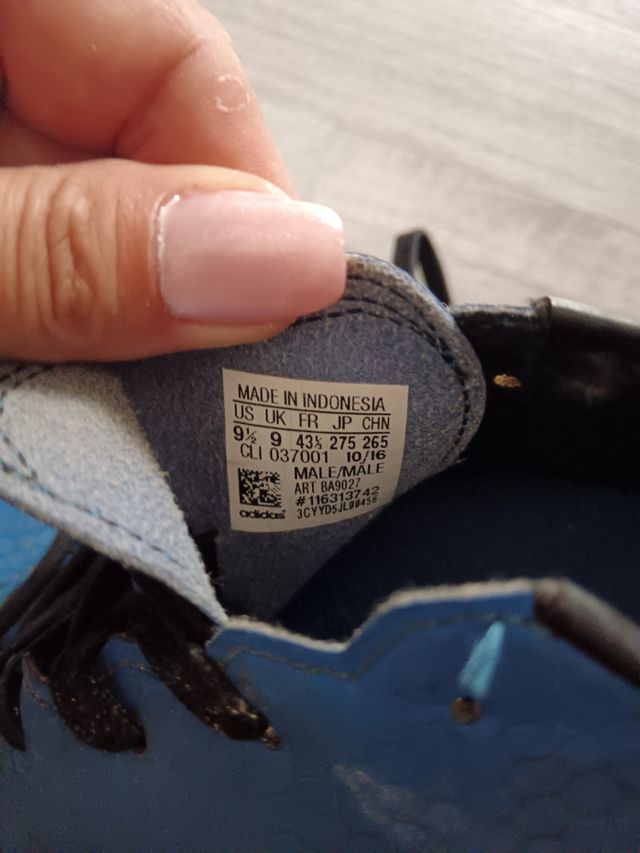 MADE IN INDONESIA
US UK FR JP CHN
9½ 9 43⅓ 275 265
CLI 037001 10/16
MALE/MÂLE
ART BA9027
#116313742
adidas